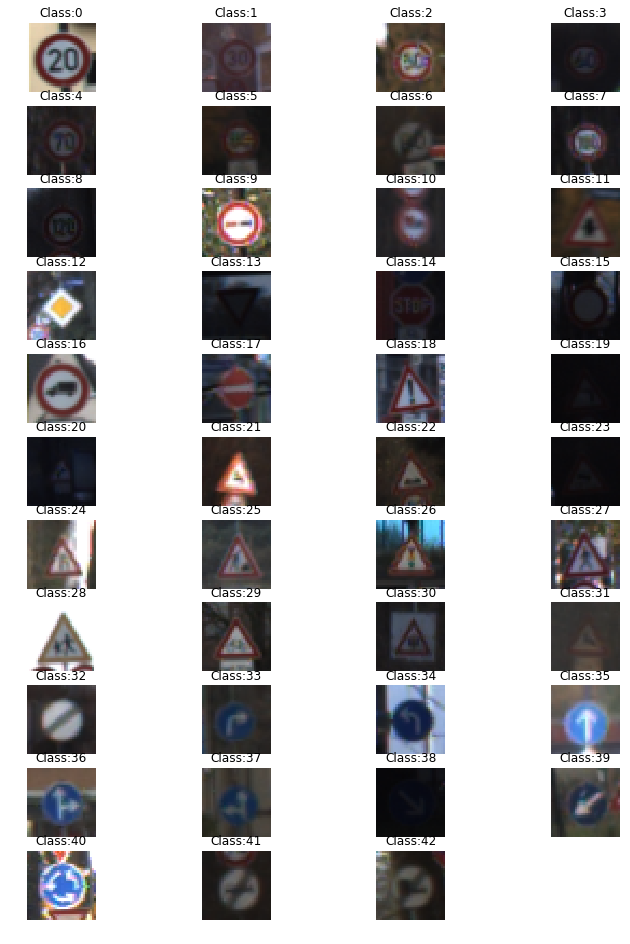 Class:0 Class:1 Class:2 Class:3
20 30
Class:4 Class:5 Class:6 Class:7
70
Class:8 Class:9 Class:10 Class:11
120
Class:12 Class:13 Class:14 Class:15
STOP
Class:16 Class:17 Class:18 Class:19
Class:20 Class:21 Class:22 Class:23
Class:24 Class:25 Class:26 Class:27
Class:28 Class:29 Class:30 Class:31
Class:32 Class:33 Class:34 Class:35
Class:36 Class:37 Class:38 Class:39
Class:40 Class:41 Class:42